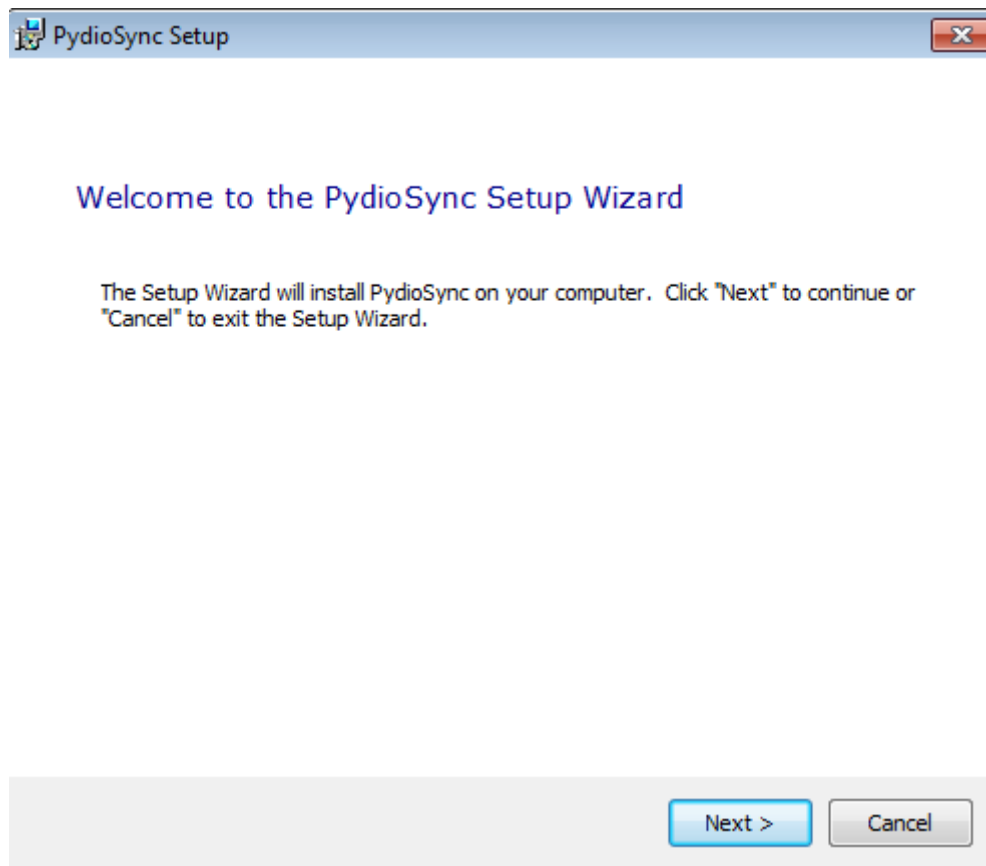 PydioSync Setup
Welcome to the PydioSync Setup Wizard
The Setup Wizard will install PydioSync on your computer.  Click "Next" to continue or
"Cancel" to exit the Setup Wizard.
Next >
Cancel